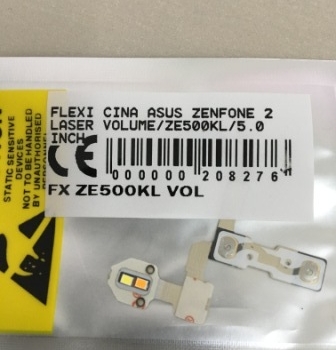 FLEXI CINA ASUS ZENFONE 2
LASER VOLUME/ZE500KL/5.0
INCH
CE
000000 208276
FX ZE500KL VOL
STATIC SENSITIVE
DEVICES
NOT TO BE HANDLED
BY UNAUTHORISED